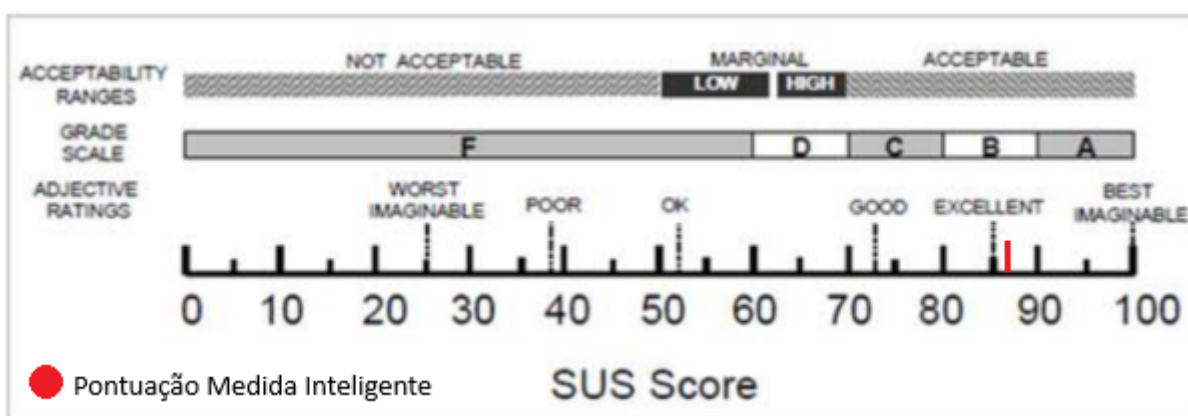 NOT ACCEPTABLE MARGINAL ACCEPTABLE
ACCEPTABILITY RANGES LOW HIGH
GRADE SCALE F D C B A
ADJECTIVE RATINGS WORST IMAGINABLE POOR OK GOOD EXCELLENT BEST IMAGINABLE
0 10 20 30 40 50 60 70 80 90 100
Pontuação Medida Inteligente SUS Score